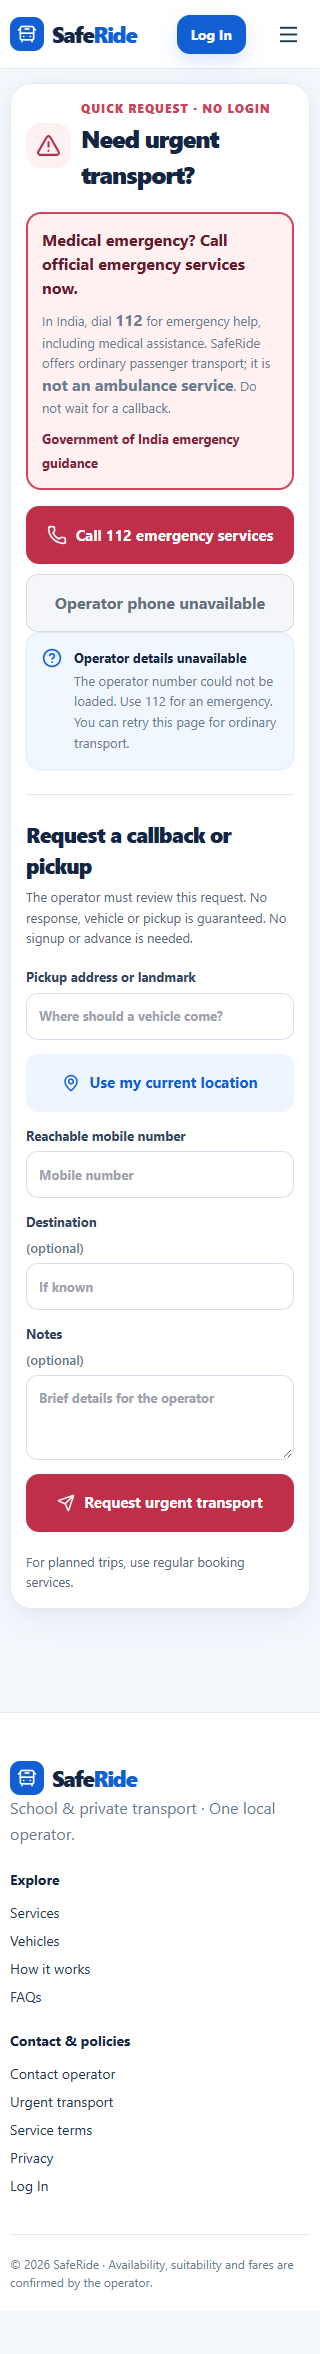 SafeRide
Log In
QUICK REQUEST · NO LOGIN
Need urgent
transport?
Medical emergency? Call
official emergency services
now.
In India, dial 112 for emergency help,
including medical assistance. SafeRide
offers ordinary passenger transport; it is
not an ambulance service. Do
not wait for a callback.
Government of India emergency
guidance
Call 112 emergency services
Operator phone unavailable
Operator details unavailable
The operator number could not be
loaded. Use 112 for an emergency.
You can retry this page for ordinary
transport.
Request a callback or
pickup
The operator must review this request. No
response, vehicle or pickup is guaranteed. No
signup or advance is needed.
Pickup address or landmark
Where should a vehicle come?
Use my current location
Reachable mobile number
Mobile number
Destination
(optional)
If known
Notes
(optional)
Brief details for the operator
Request urgent transport
For planned trips, use regular booking
services.
SafeRide
School & private transport · One local
operator.
Explore
Services
Vehicles
How it works
FAQs
Contact & policies
Contact operator
Urgent transport
Service terms
Privacy
Log In
© 2026 SafeRide · Availability, suitability and fares are
confirmed by the operator.